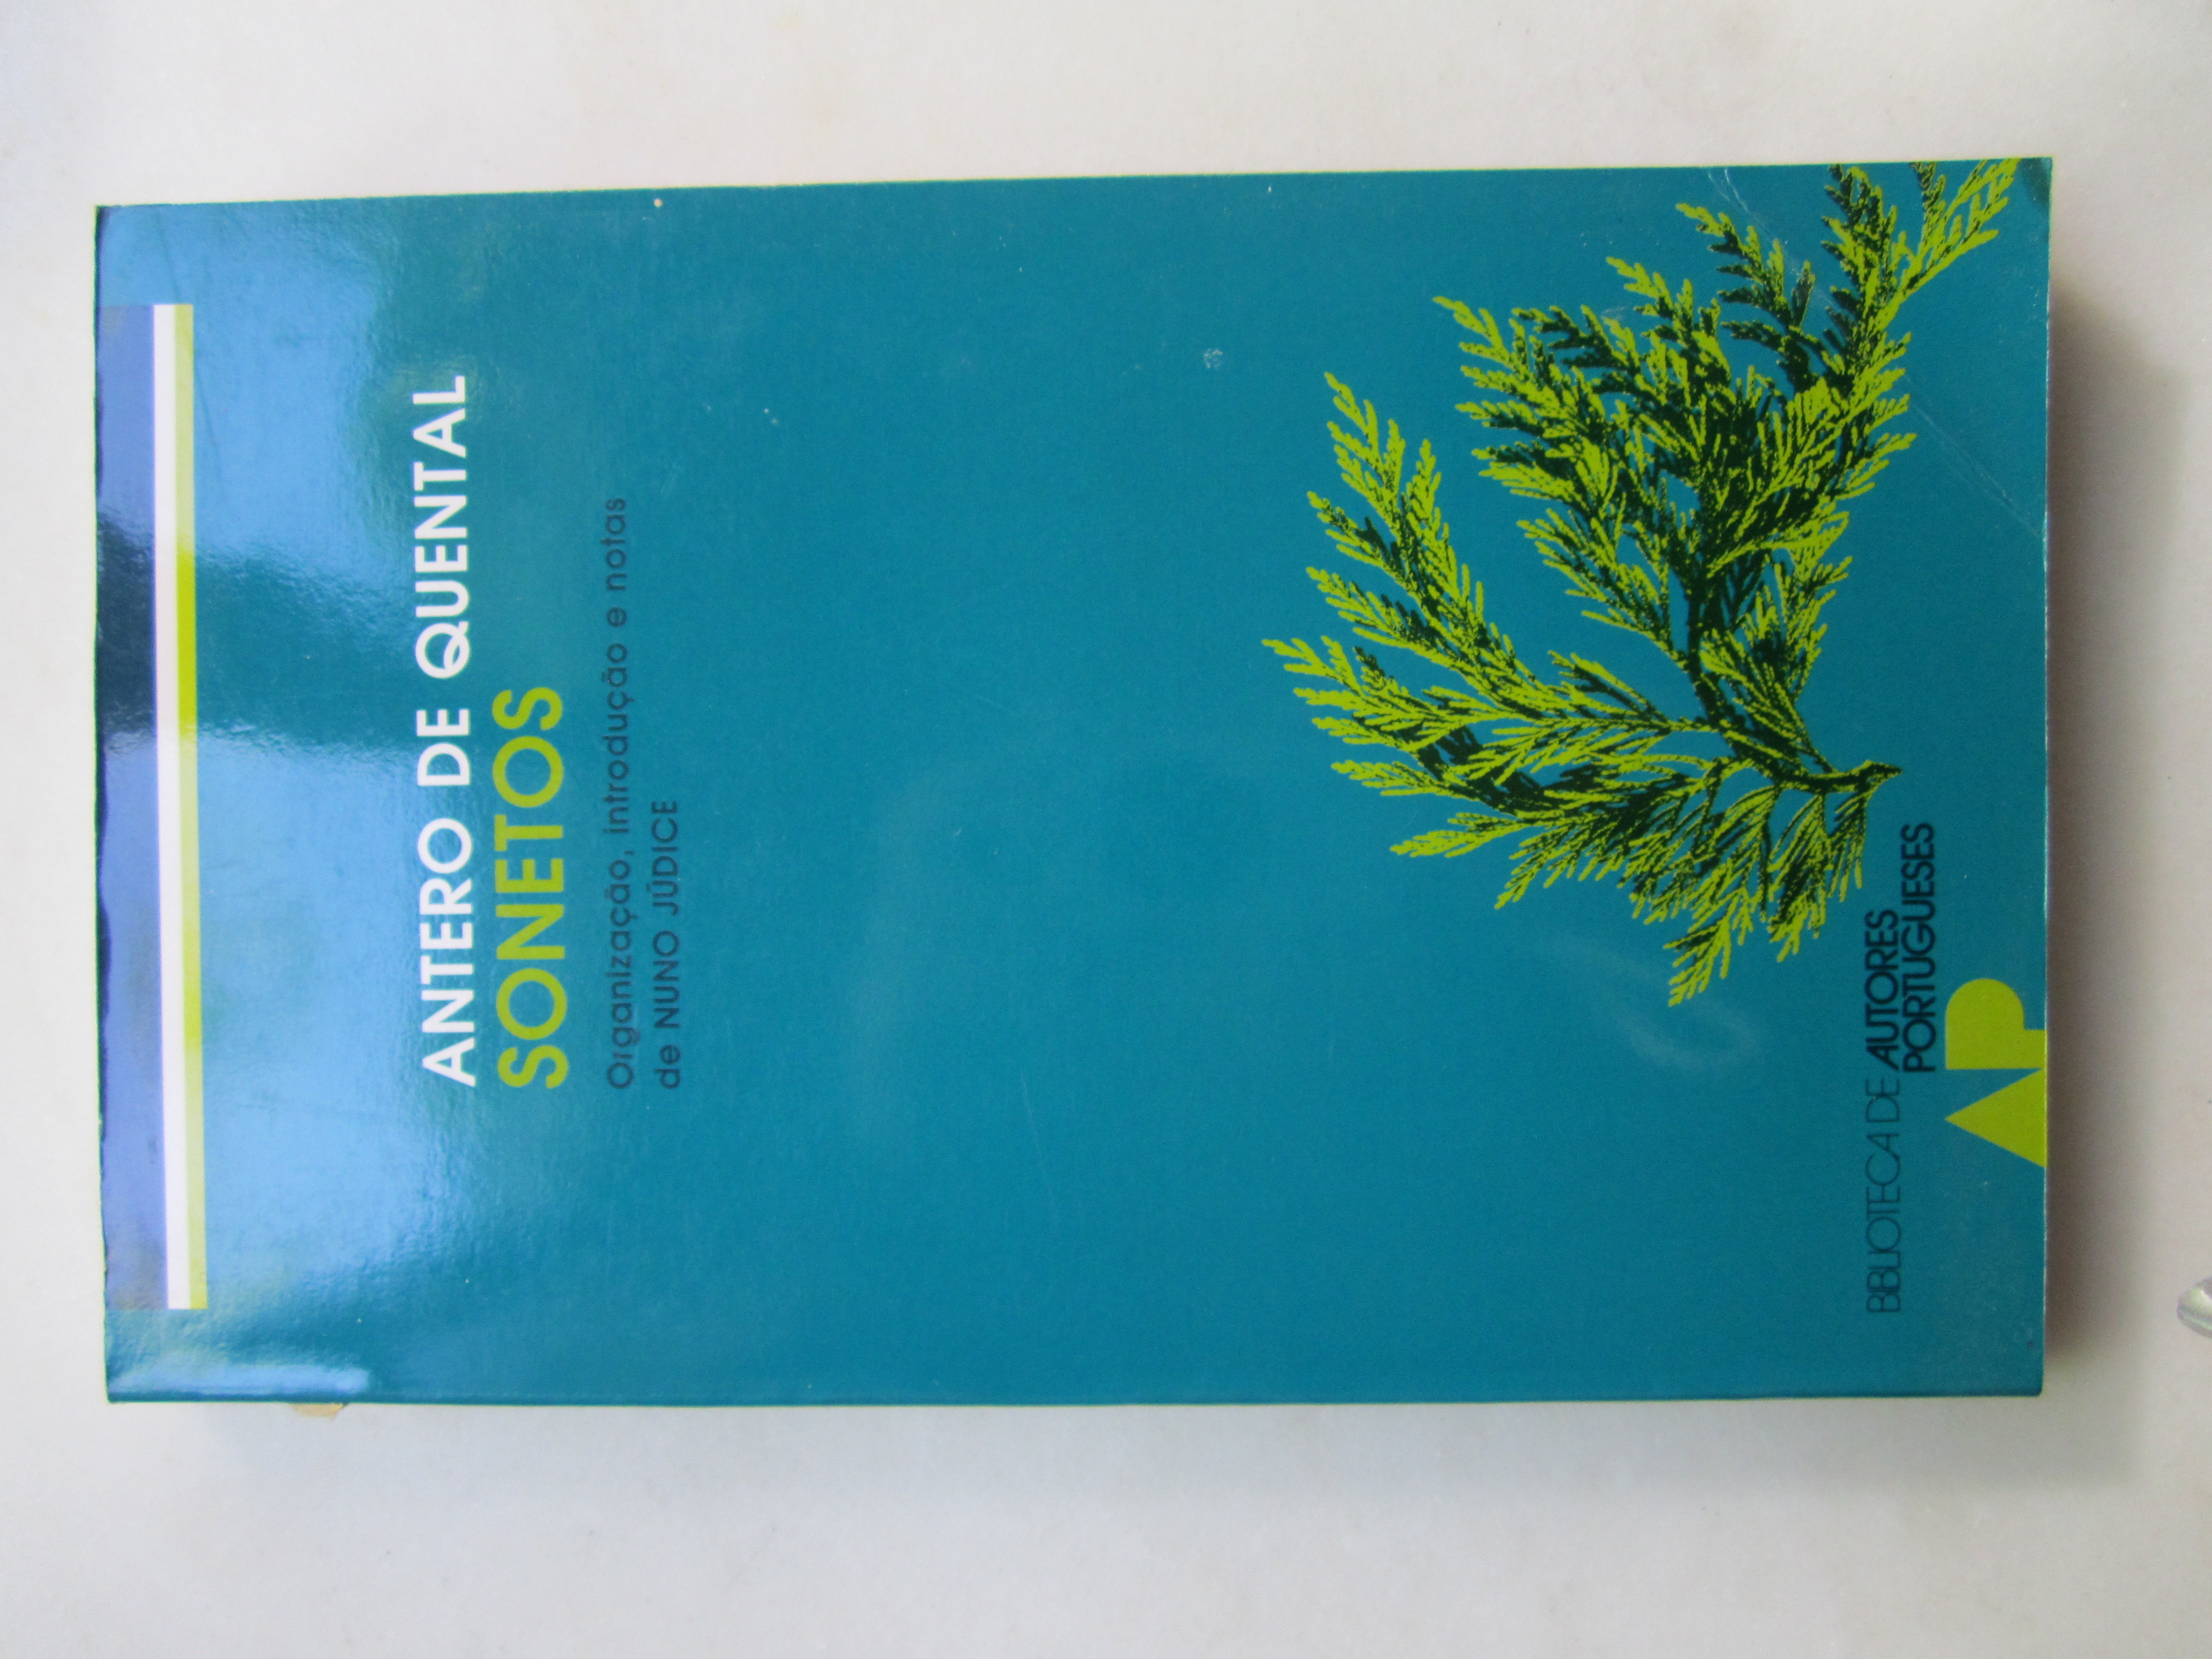 ANTERO DE QUENTAL
SONETOS
Organização, introdução e notas
de NUNO JÚDICE
BIBLIOTECA DE AUTORES
PORTUGUESES
AP